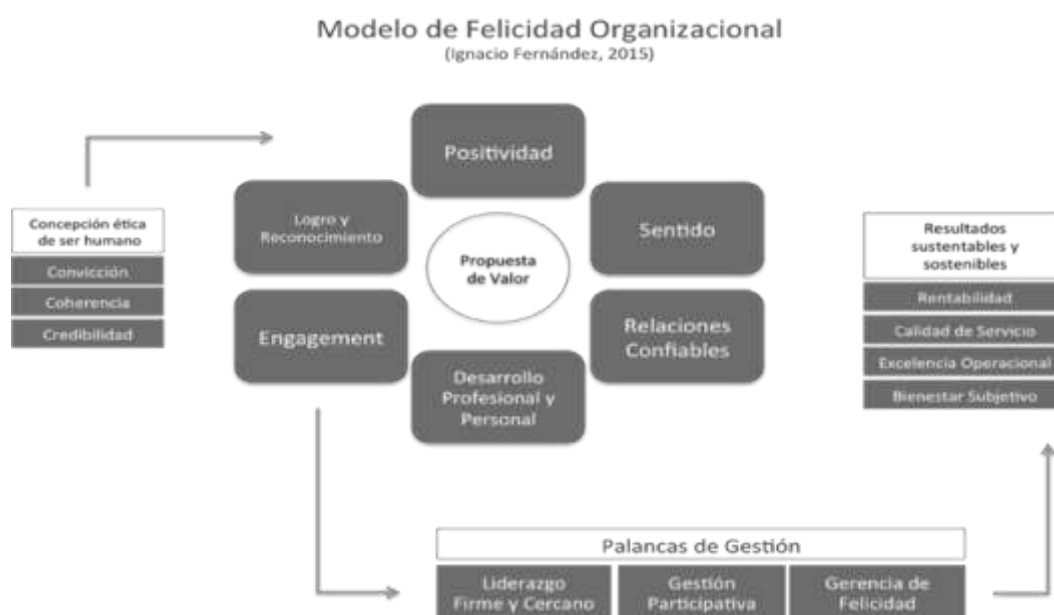 Modelo de Felicidad Organizacional
(Ignacio Fernández, 2015)
Positividad
Logro y
Reconocimiento
Sentido
Propuesta
de Valor
Engagement
Relaciones
Confiables
Desarrollo
Profesional y
Personal
Concepción ética
de ser humano
Convicción
Coherencia
Credibilidad
Resultados
sustentables y
sostenibles
Rentabilidad
Calidad de Servicio
Excelencia Operacional
Bienestar Subjetivo
Palancas de Gestión
Liderazgo
Firme y Cercano
Gestión
Participativa
Gerencia de
Felicidad